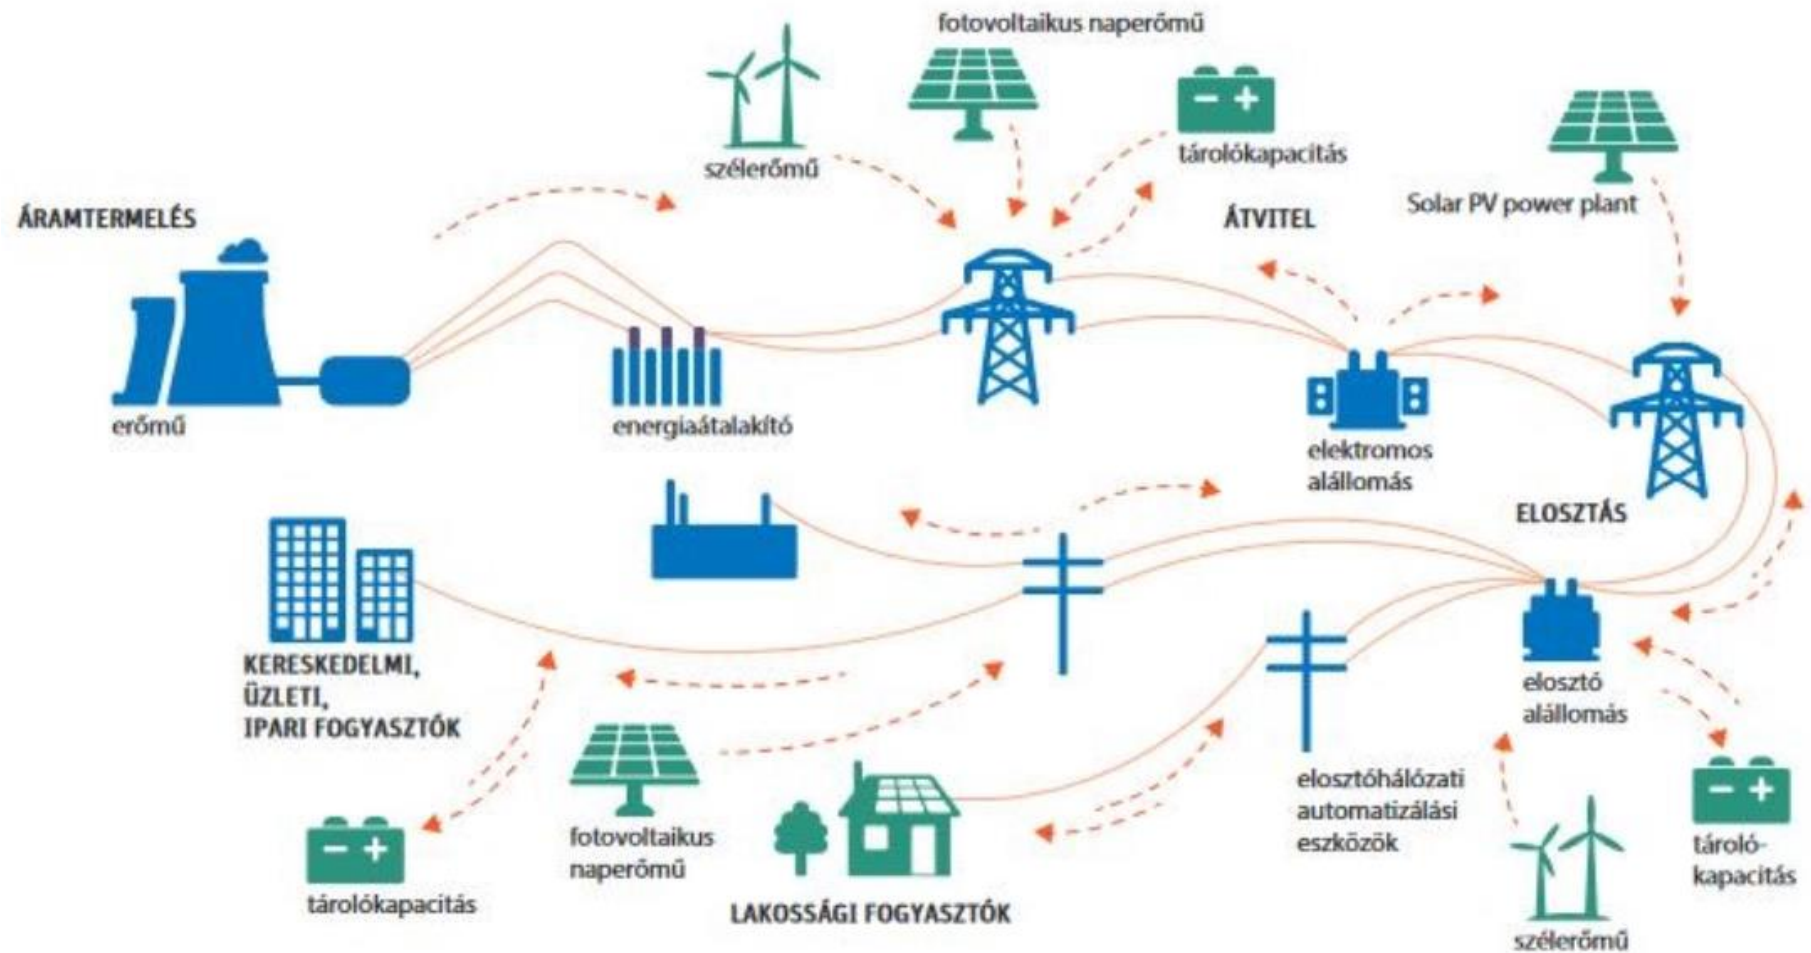 fotovoltaikus naperőmű
szélerőmű
tárolókapacitás
Solar PV power plant
ÁRAMTERMELÉS
ÁTVITEL
erőmű
energiaátalakító
elektromos
alállomás
ELOSZTÁS
KERESKEDELMI,
ÜZLETI,
IPARI FOGYASZTÓK
elosztó
alállomás
elosztóhálózati
automatizálási
eszközök
fotovoltaikus
naperőmű
tároló-
kapacitás
tárolókapacitás
LAKOSSÁGI FOGYASZTÓK
szélerőmű